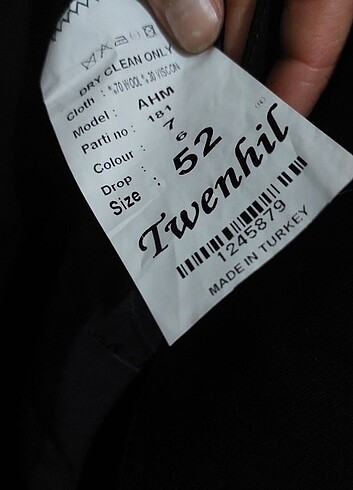 DRY CLEAN ONLY
Cloth : %70 WOOL %30 VISCON
Model : AHM
Parti no : 181
Colour : 7
Drop : 6
Size : 52
Twenhil (R)
1245879
MADE IN TURKEY